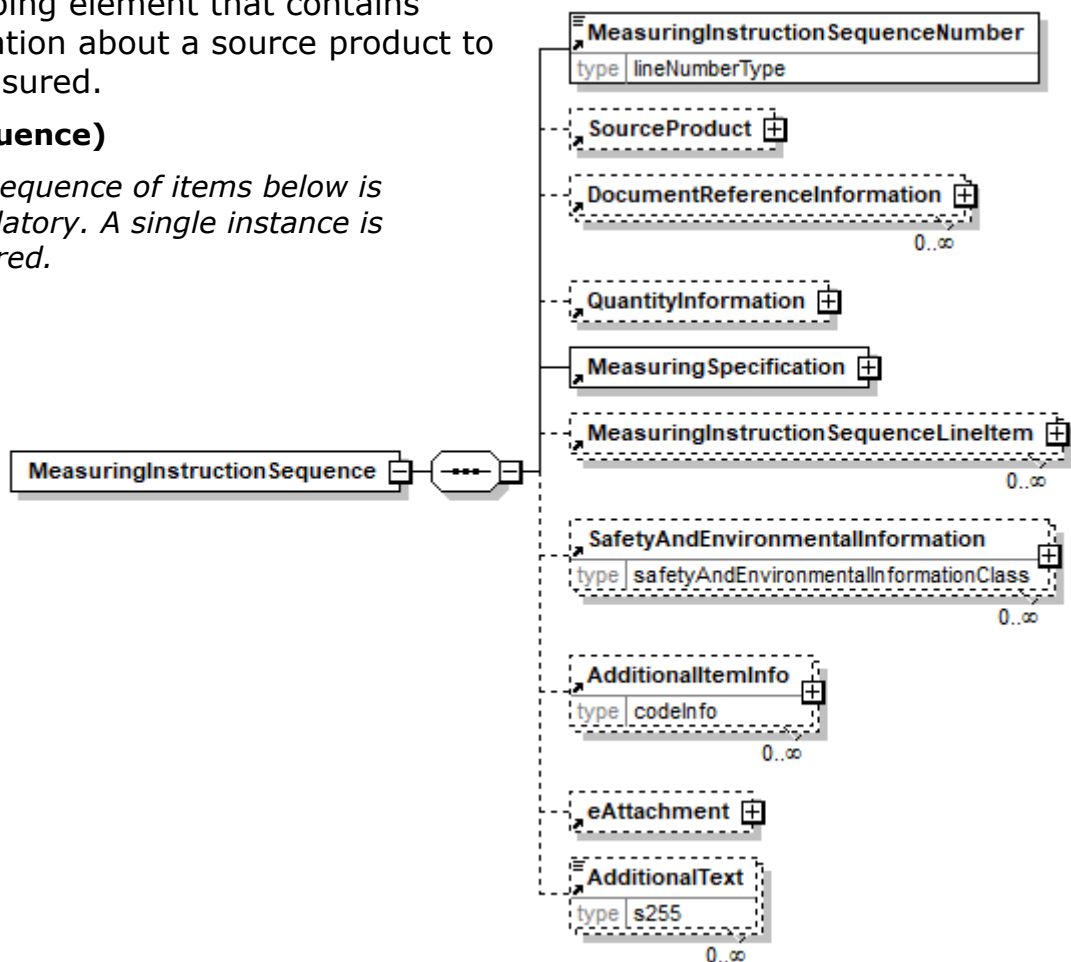 ping element that contains
ation about a source product to
sured.
uence)
equence of items below is
latory. A single instance is
red.
MeasuringInstructionSequence
MeasuringInstructionSequenceNumber
type lineNumberType
SourceProduct
DocumentReferenceInformation
0..∞
QuantityInformation
MeasuringSpecification
MeasuringInstructionSequenceLineItem
0..∞
SafetyAndEnvironmentalInformation
type safetyAndEnvironmentalInformationClass
0..∞
AdditionalItemInfo
type codeInfo
0..∞
eAttachment
AdditionalText
type s255
0..∞